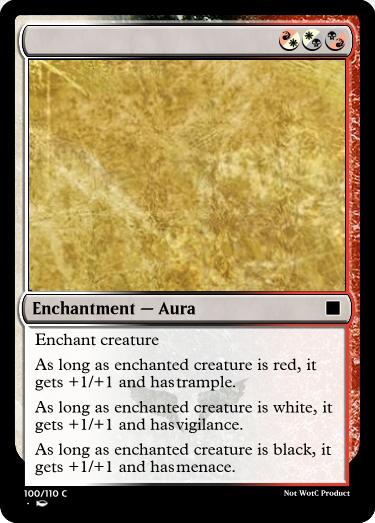 Enchantment — Aura
Enchant creature
As long as enchanted creature is red, it
gets +1/+1 and hastrample.
As long as enchanted creature is white, it
gets +1/+1 and hasvigilance.
As long as enchanted creature is black, it
gets +1/+1 and hasmenace.
100/110 C
Not WotC Product